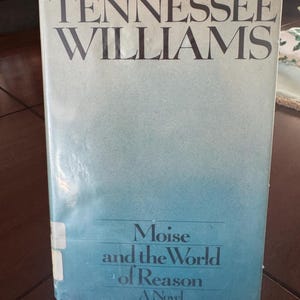 TENNESSEE
WILLIAMS
Moise
and the World
of Reason
A Novel